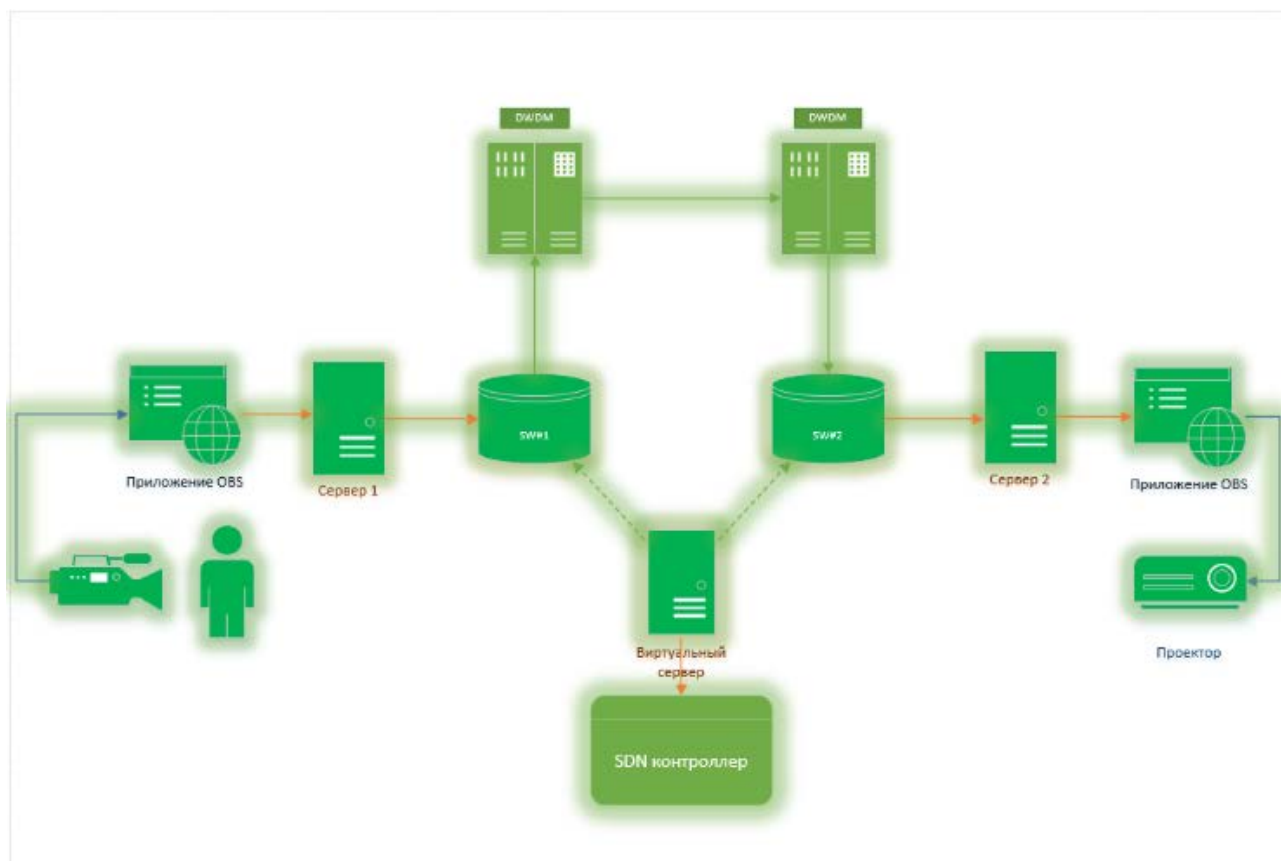 DWDM
DWDM
SW#1
SW#2
Приложение OBS
Сервер 1
Сервер 2
Приложение OBS
Виртуальный
сервер
Проектор
SDN контроллер